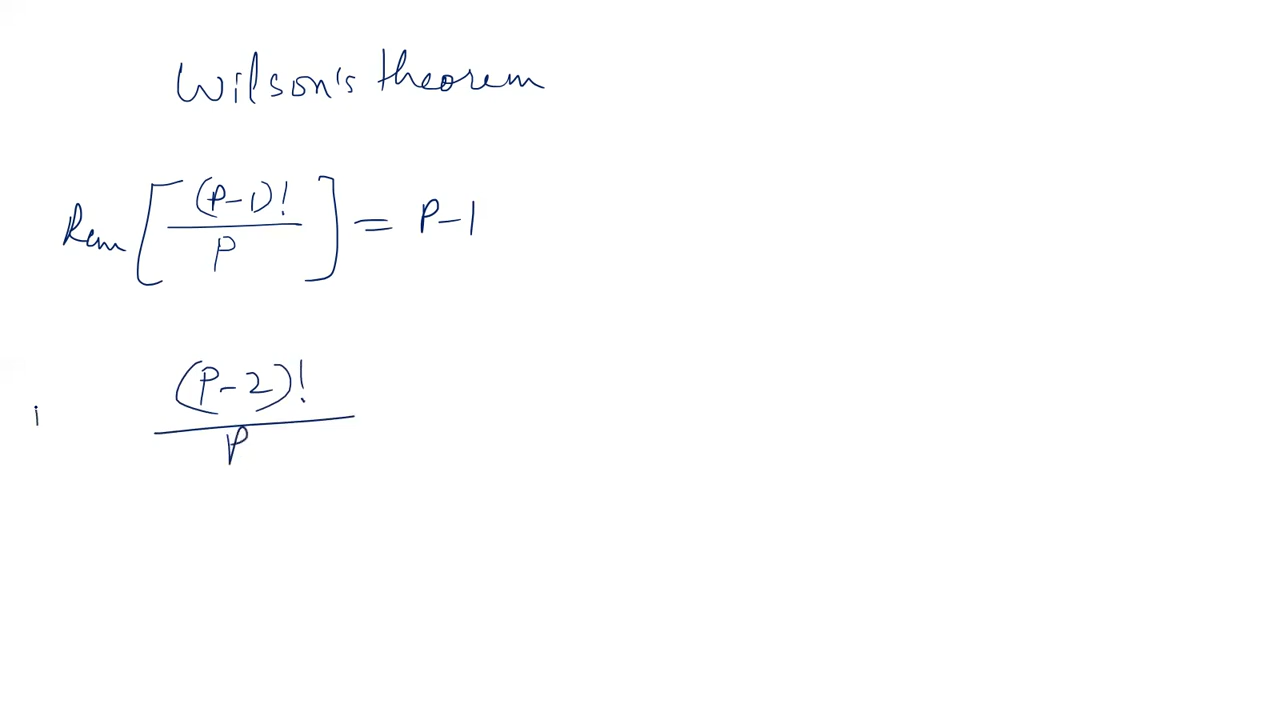 Wilson's theorem
Rem [ (P-1)! / P ] = P-1
(P-2)! / P